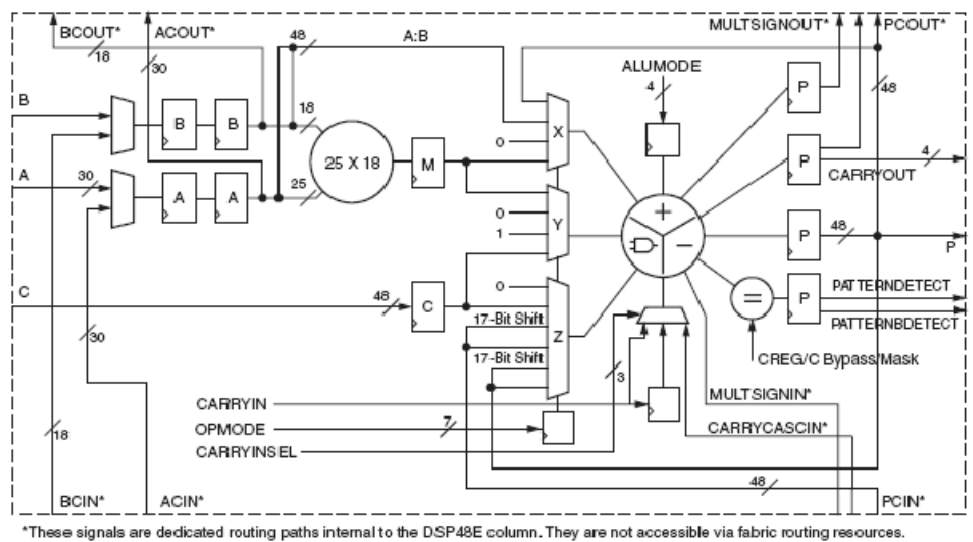 BCOUT*
ACOUT*
MULTSIGNOUT*
PCOUT*
18
30
48
A:B
ALUMODE
4
48
B
B
B
18
0
X
P
25 X 18
M
P
4
CARRYOUT
A
30
A
A
25
0
1
Y
+
−
P
48
P
C
48
C
0
17-Bit Shift
Z
17-Bit Shift
=
P
PATTERNDETECT
PATTERNBDETECT
CREG/C Bypass/Mask
30
3
CARRYIN
OPMODE
7
CARRYINSEL
MULTSIGNIN*
CARRYCASCIN*
18
48
BCIN*
ACIN*
PCIN*
*These signals are dedicated routing paths internal to the DSP48E column. They are not accessible via fabric routing resources.